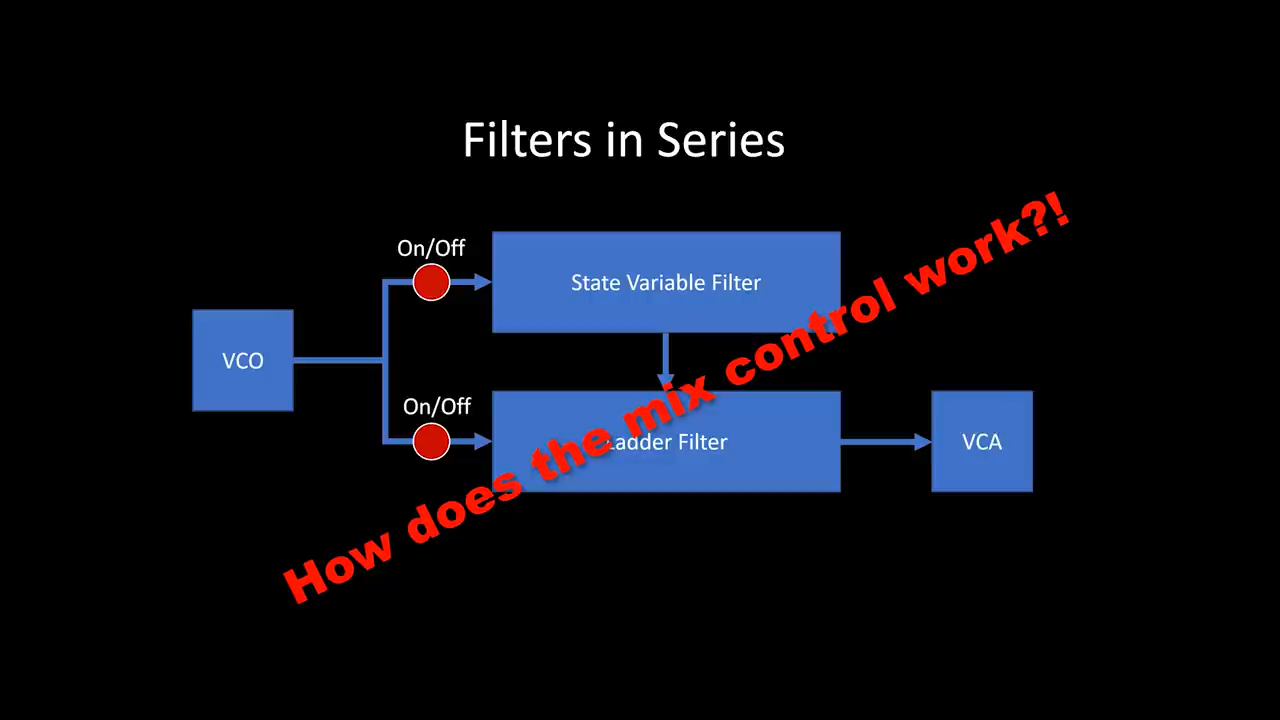 Filters in Series
On/Off
State Variable Filter
VCO
On/Off
Ladder Filter
VCA
How does the mix control work?!